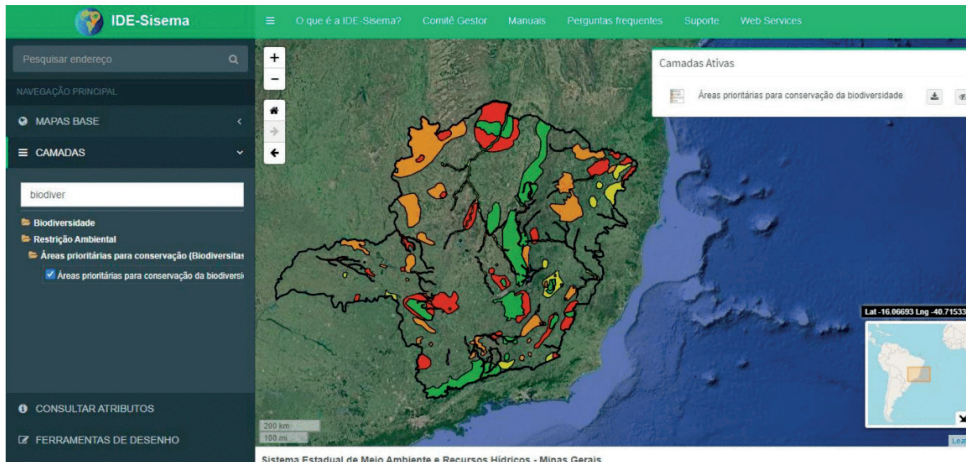 IDE-Sisema
O que é a IDE-Sisema?
Comitê Gestor
Manuais
Perguntas frequentes
Suporte
Web Services
Pesquisar endereço
NAVEGAÇÃO PRINCIPAL
MAPAS BASE
CAMADAS
biodiver
Biodiversidade
Restrição Ambiental
Áreas prioritárias para conservação (Biodiversitas
Áreas prioritárias para conservação da biodiversi
CONSULTAR ATRIBUTOS
FERRAMENTAS DE DESENHO
+
−
Camadas Ativas
Áreas prioritárias para conservação da biodiversidade
Lat -16.06693 Lng -40.71533
200 km
100 mi
Leaf
Sistema Estadual de Meio Ambiente e Recursos Hídricos - Minas Gerais